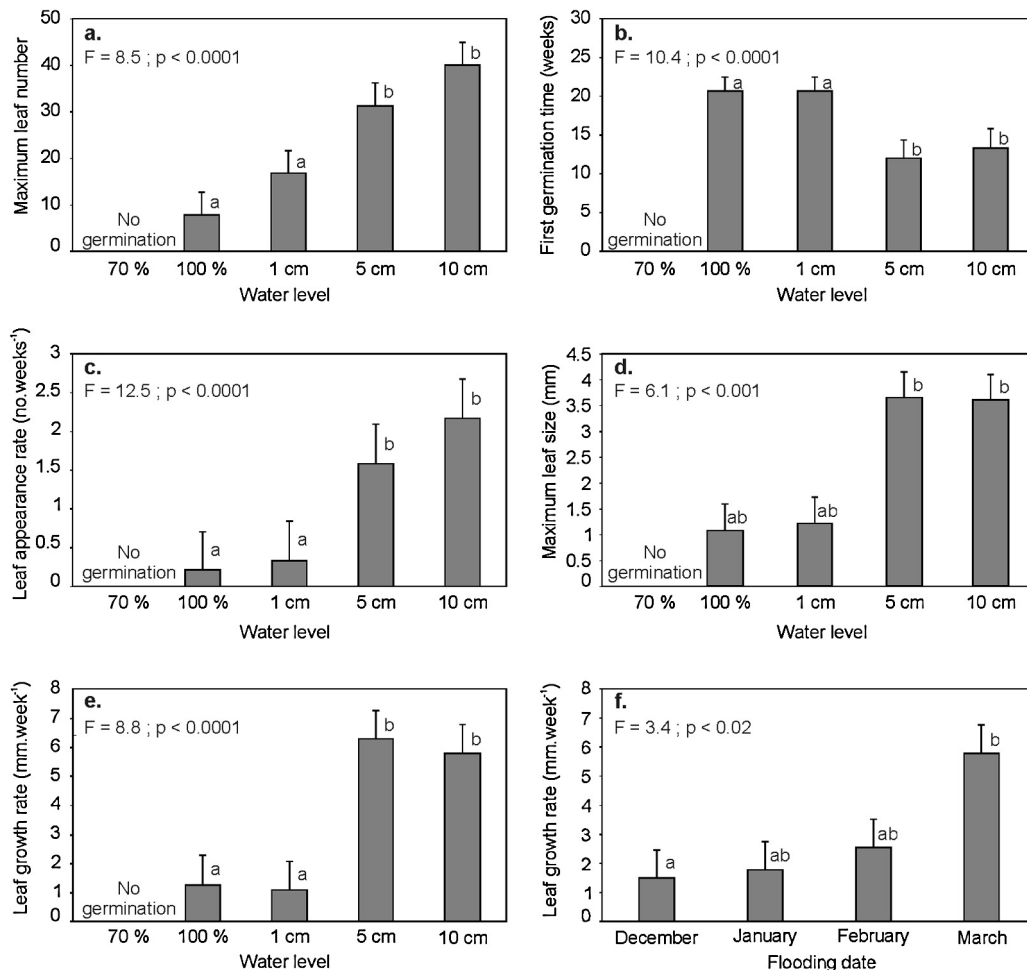 a.
F = 8.5 ; p < 0.0001
Maximum leaf number
50
40
30
20
10
0
No
germination
a
a
b
b
70 % 100 % 1 cm 5 cm 10 cm
Water level
b.
F = 10.4 ; p < 0.0001
First germination time (weeks)
30
25
20
15
10
5
0
No
germination
a
a
b
b
70 % 100 % 1 cm 5 cm 10 cm
Water level
c.
F = 12.5 ; p < 0.0001
Leaf appearance rate (no.weeks⁻¹)
3
2.5
2
1.5
1
0.5
0
No
germination
a
a
b
b
70 % 100 % 1 cm 5 cm 10 cm
Water level
d.
F = 6.1 ; p < 0.001
Maximum leaf size (mm)
4.5
4
3.5
3
2.5
2
1.5
1
0.5
0
No
germination
ab
ab
b
b
70 % 100 % 1 cm 5 cm 10 cm
Water level
e.
F = 8.8 ; p < 0.0001
Leaf growth rate (mm.week⁻¹)
8
7
6
5
4
3
2
1
0
No
germination
a
a
b
b
70 % 100 % 1 cm 5 cm 10 cm
Water level
f.
F = 3.4 ; p < 0.02
Leaf growth rate (mm.week⁻¹)
8
7
6
5
4
3
2
1
0
a
ab
ab
b
December January February March
Flooding date